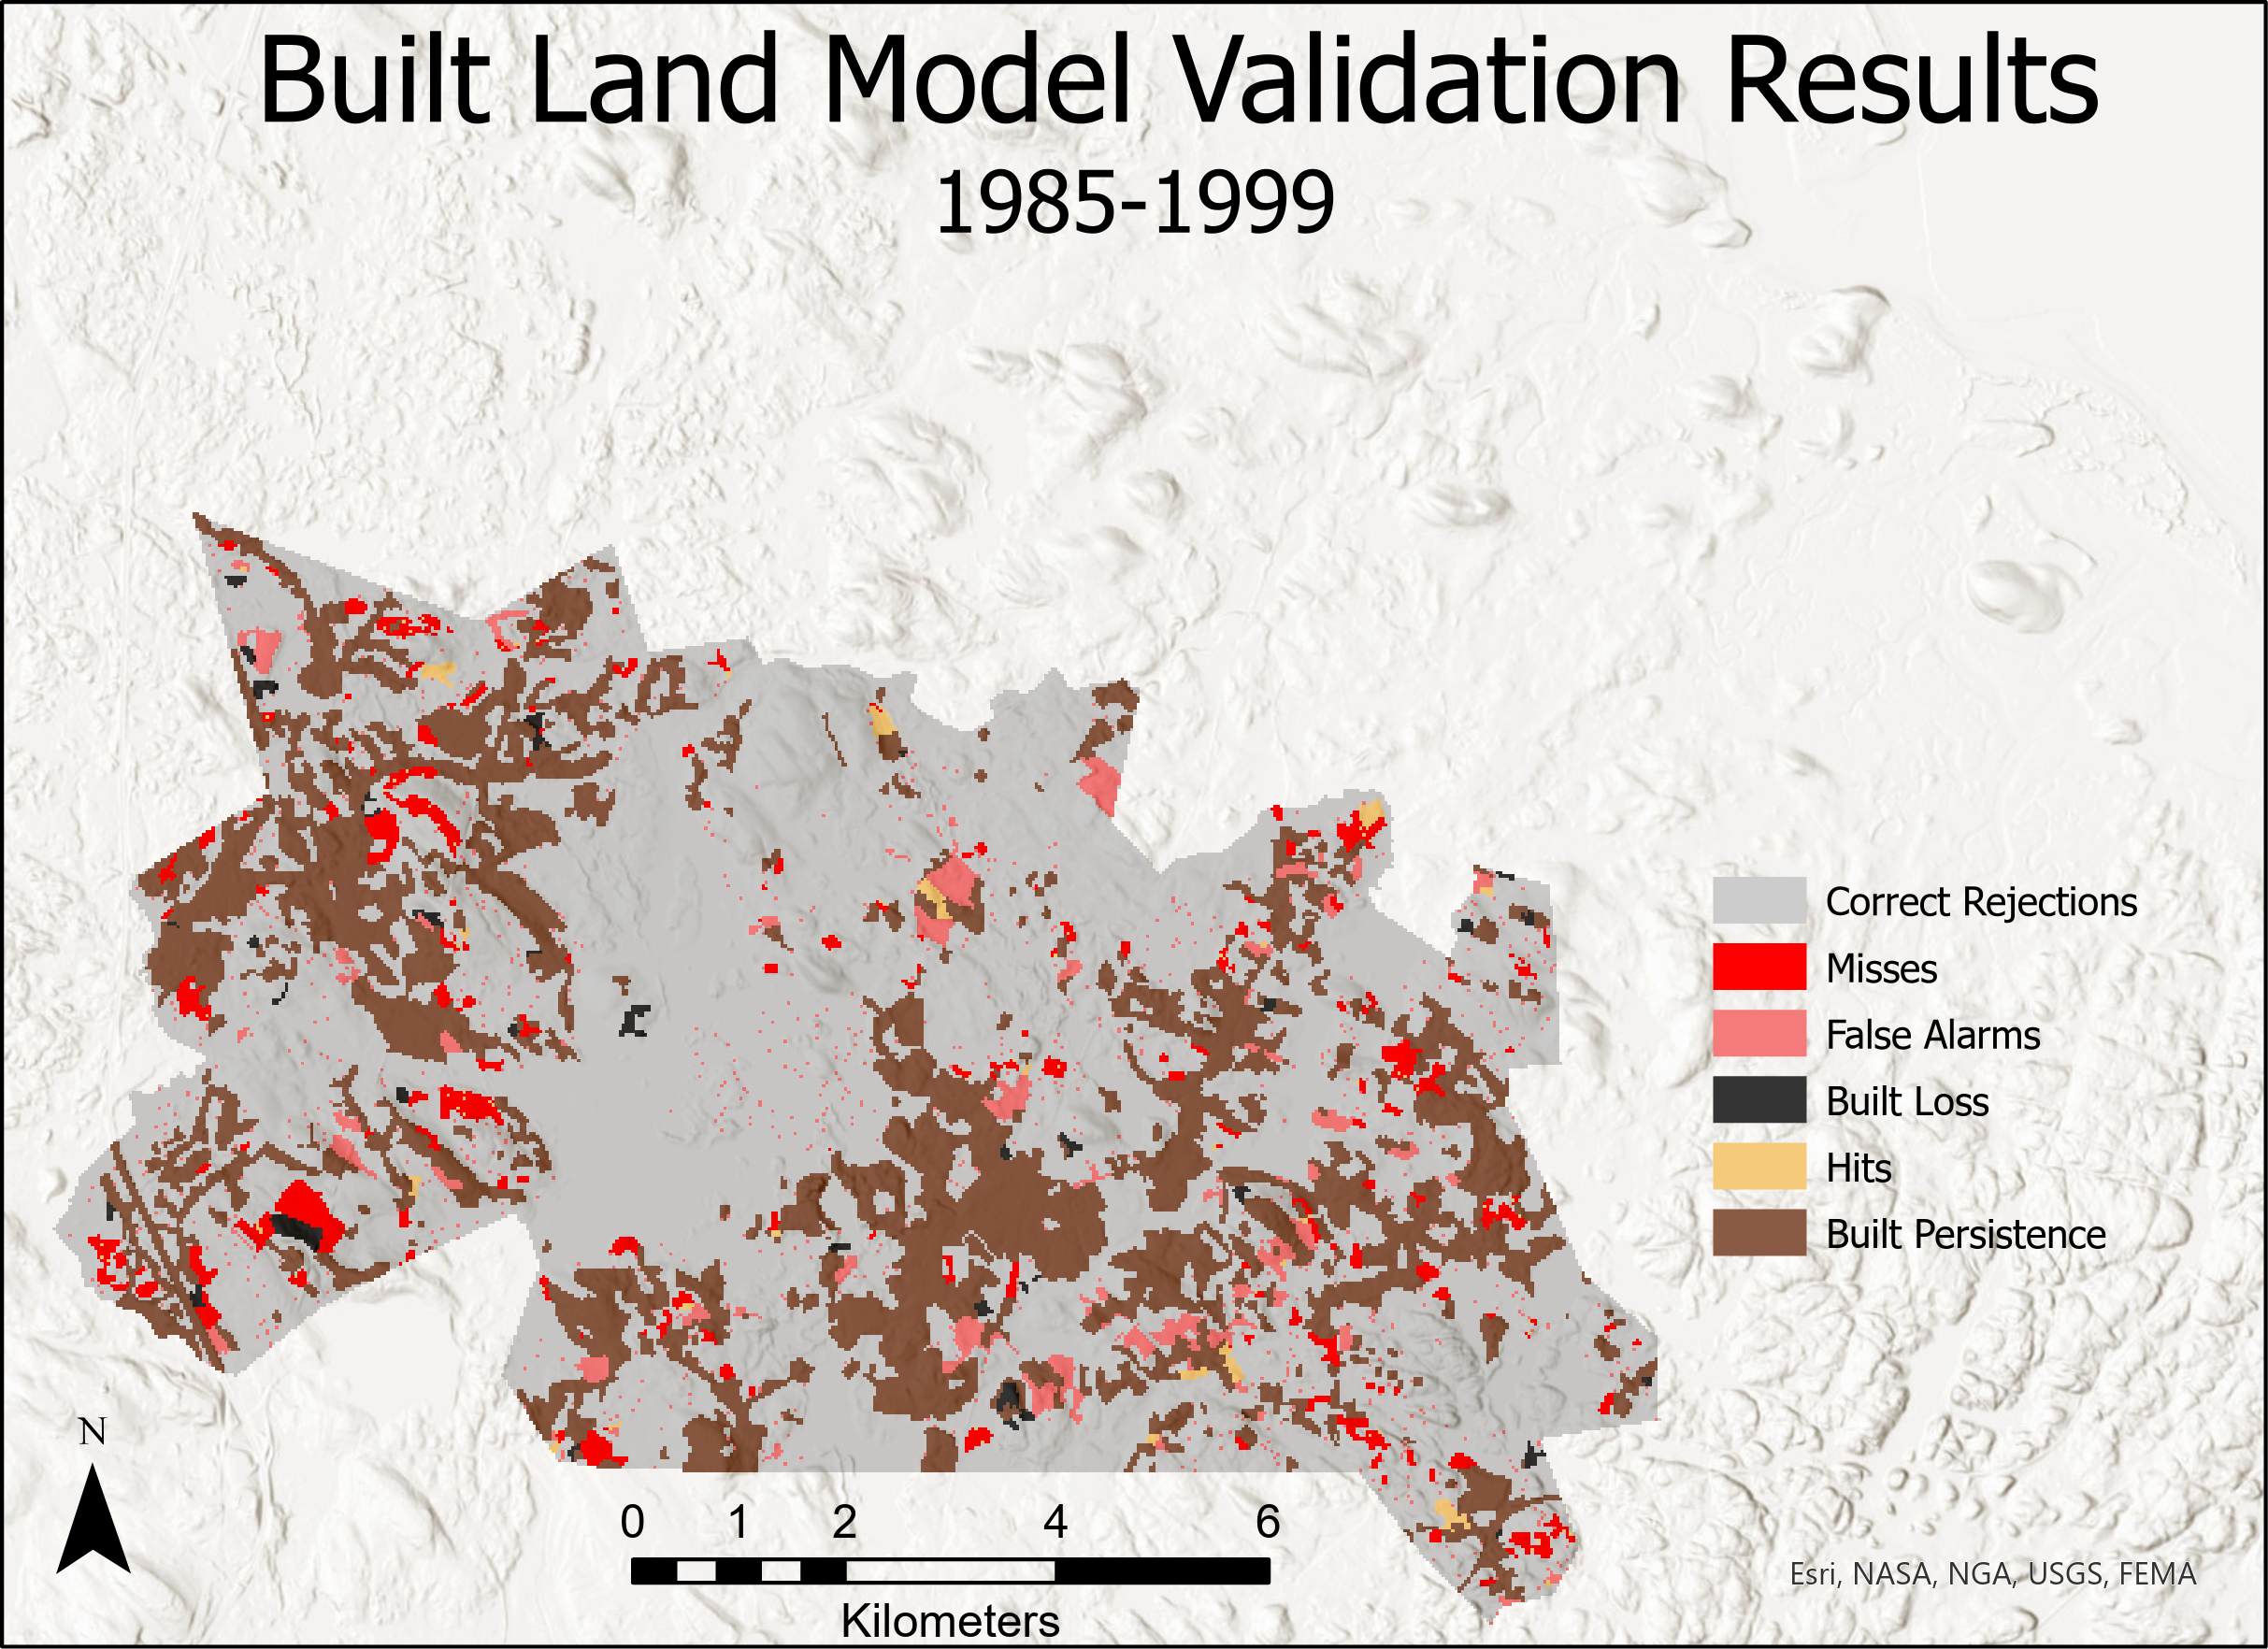 Built Land Model Validation Results
1985-1999
Correct Rejections
Misses
False Alarms
Built Loss
Hits
Built Persistence
N
0 1 2 4 6
Kilometers
Esri, NASA, NGA, USGS, FEMA